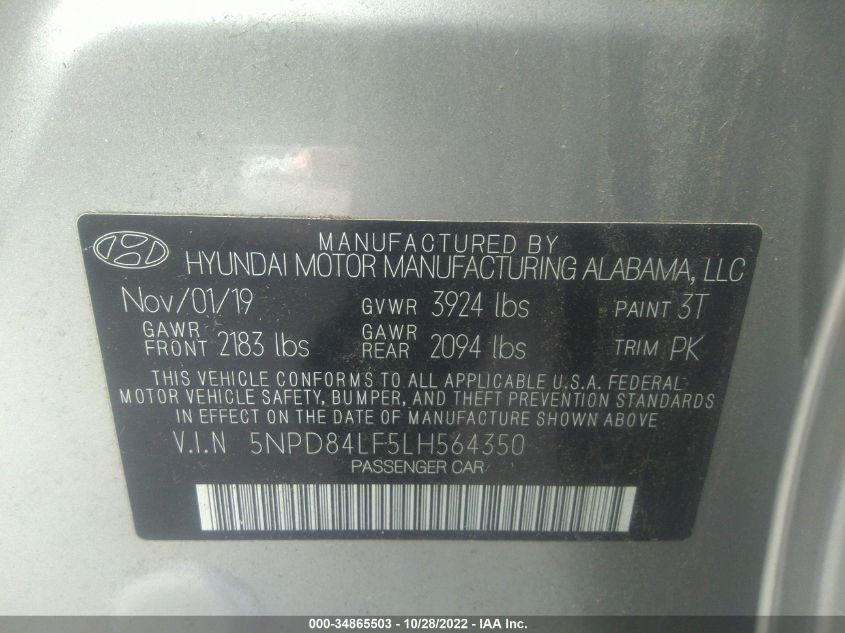 MANUFACTURED BY
HYUNDAI MOTOR MANUFACTURING ALABAMA, LLC
Nov/01/19 GVWR 3924 lbs PAINT 3T
GAWR FRONT 2183 lbs GAWR REAR 2094 lbs TRIM PK
THIS VEHICLE CONFORMS TO ALL APPLICABLE U.S.A. FEDERAL
MOTOR VEHICLE SAFETY, BUMPER, AND THEFT PREVENTION STANDARDS
IN EFFECT ON THE DATE OF MANUFACTURE SHOWN ABOVE
V.I.N 5NPD84LF5LH564350
PASSENGER CAR
000-34865503 - 10/28/2022 - IAA Inc.